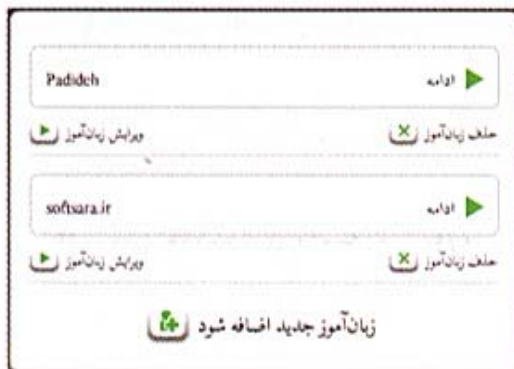 Padideh ادامه
ویرایش زبان‌آموز حذف زبان‌آموز
softsara.ir ادامه
ویرایش زبان‌آموز حذف زبان‌آموز
زبان‌آموز جدید اضافه شود